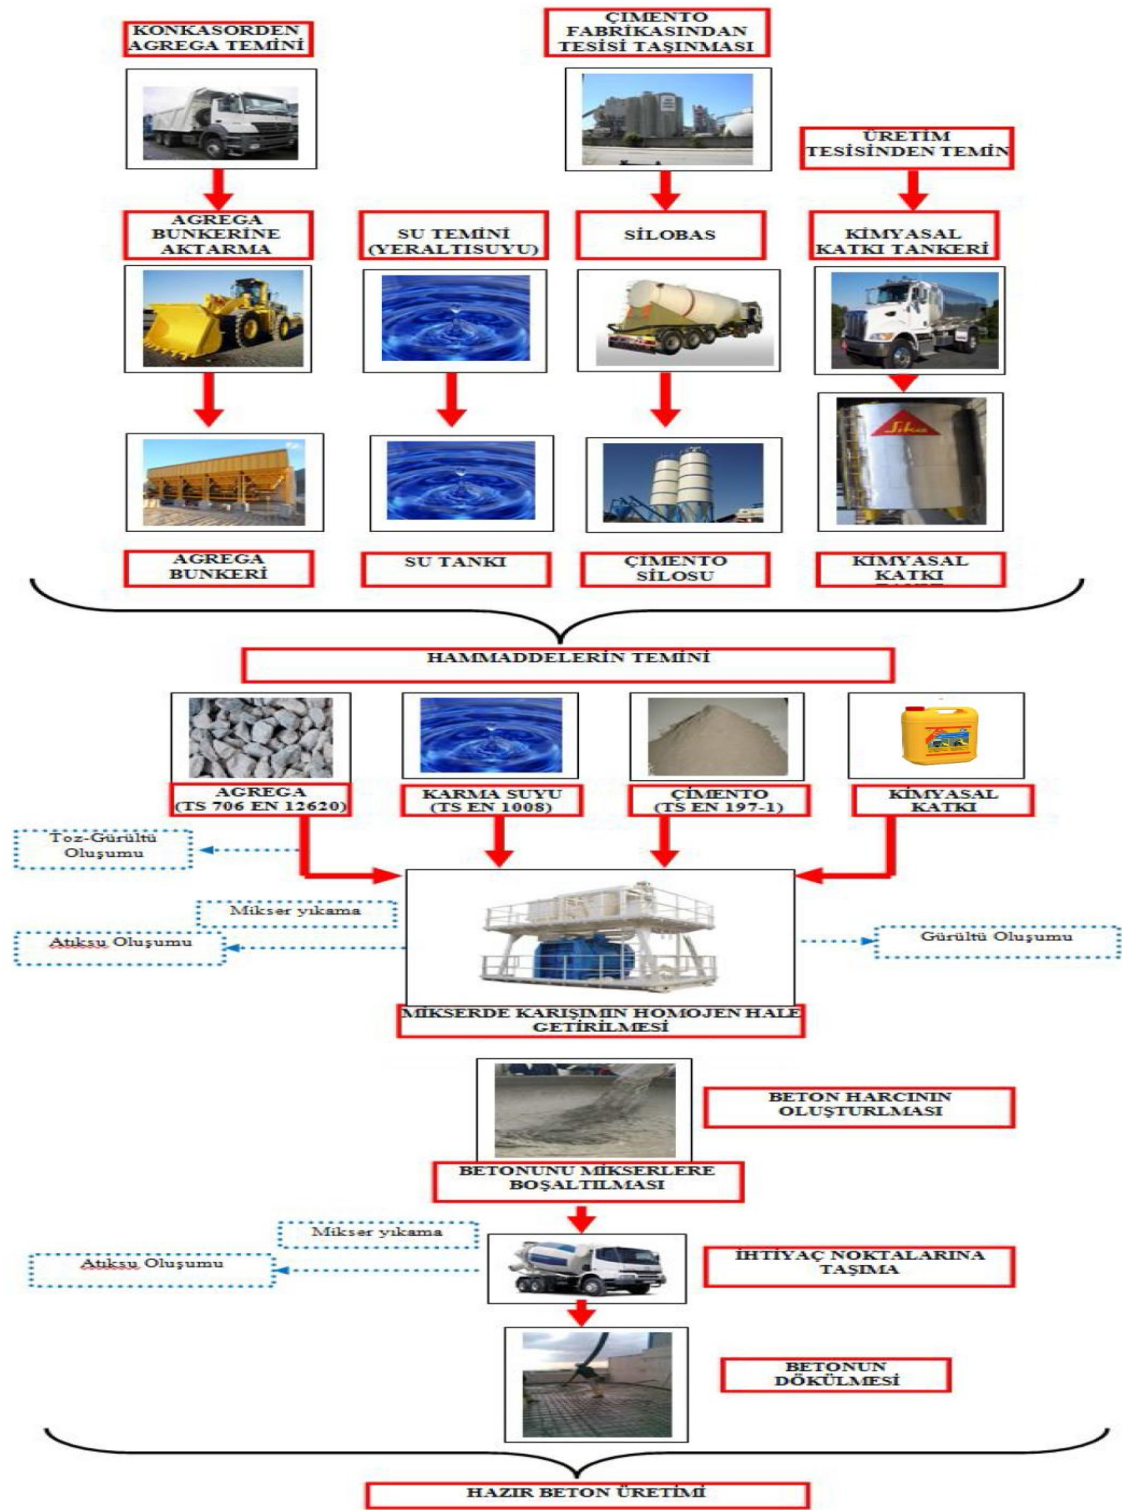 KONKASORDEN
AGREGA TEMİNİ
ÇIMENTO
FABRİKASINDAN
TESİSİ TAŞINMASI
ÜRETİM
TESİSİNDEN TEMIN
AGREGA
BUNKERİNE
AKTARMA
SU TEMİNİ
(YERALTISUYU)
SİLOBAS
KİMYASAL
KATKI TANKERİ
Sika
AGREGA
BUNKERİ
SU TANKI
ÇIMENTO
SİLOSU
KİMYASAL
KATKI
HAMMADDELERİN TEMİNİ
AGREGA
(TS 706 EN 12620)
KARMA SUYU
(TS EN 1008)
ÇİMENTO
(TS EN 197-1)
KİMYASAL
KATKI
Toz-Gürültü
Oluşumu
Mikser yıkama
Atıksu Oluşumu
Gürültü Oluşumu
MİKSERDE KARIŞIMIN HOMOJEN HALE
GETİRİLMESİ
BETON HARCININ
OLUŞTURLMASI
BETONUNU MİKSERLERE
BOŞALTILMASI
Mikser yıkama
Atıksu Oluşumu
İHTİYAÇ NOKTALARINA
TAŞIMA
BETONUN
DÖKÜLMESİ
HAZIR BETON ÜRETİMİ